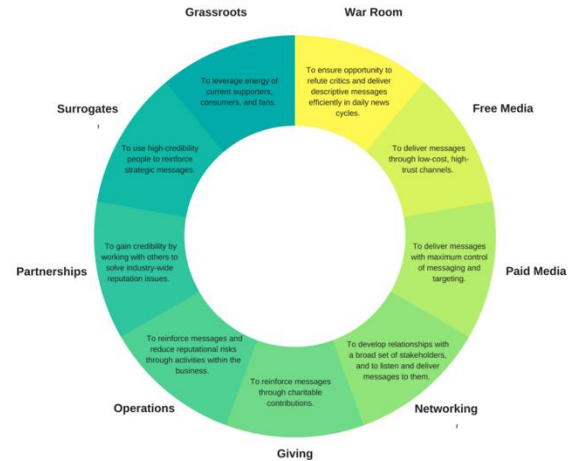 Grassroots
War Room
To leverage energy of
current supporters,
consumers, and fans.
To ensure opportunity to
refute critics and deliver
descriptive messages
efficiently in daily news
cycles.
Surrogates
Free Media
To use high-credibility
people to reinforce
strategic messages.
To deliver messages
through low-cost, high-
trust channels.
Partnerships
To gain credibility by
working with others to
solve industry-wide
reputation issues.
To deliver messages
with maximum control
of messaging and
targeting.
Paid Media
To reinforce messages and
reduce reputational risks
through activities within the
business.
To develop relationships with
a broad set of stakeholders,
and to listen and deliver
messages to them.
To reinforce messages
through charitable
contributions.
Operations
Networking
Giving